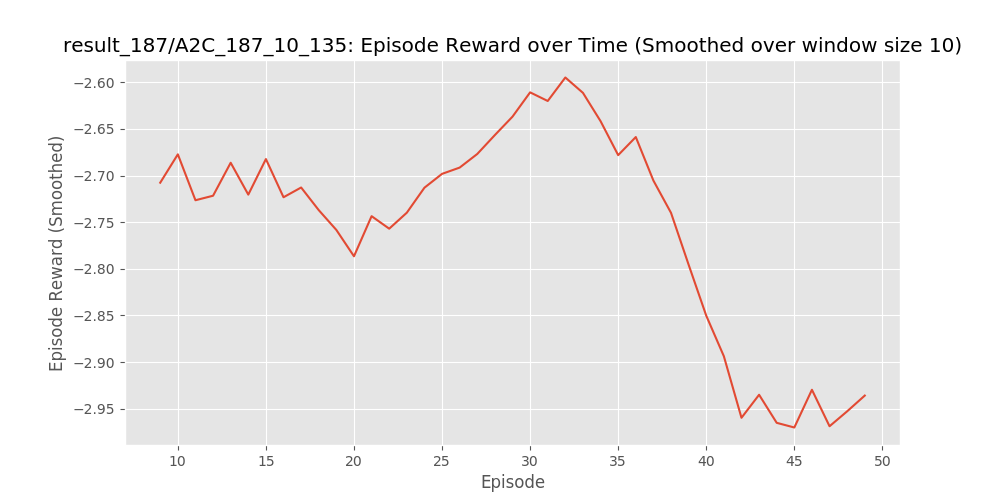 result_187/A2C_187_10_135: Episode Reward over Time (Smoothed over window size 10)
−2.60
−2.65
−2.70
−2.75
−2.80
−2.85
−2.90
−2.95
Episode Reward (Smoothed)
10 15 20 25 30 35 40 45 50
Episode